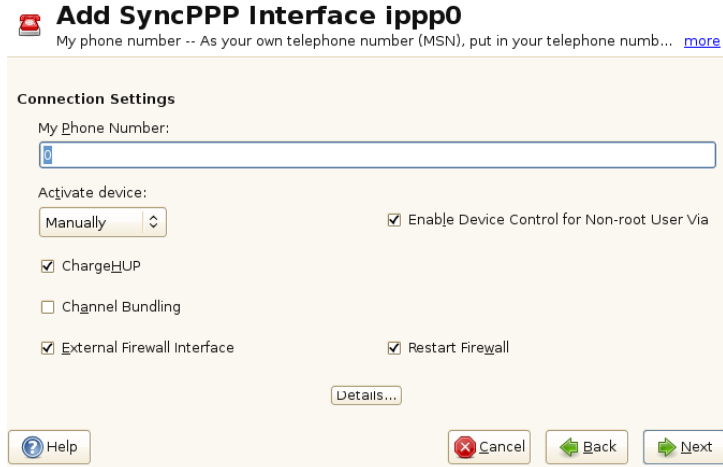 Add SyncPPP Interface ippp0
My phone number -- As your own telephone number (MSN), put in your telephone numb... more
Connection Settings
My Phone Number:
0
Activate device:
Manually
Enable Device Control for Non-root User Via
ChargeHUP
Channel Bundling
External Firewall Interface
Restart Firewall
Details...
Help
Cancel
Back
Next